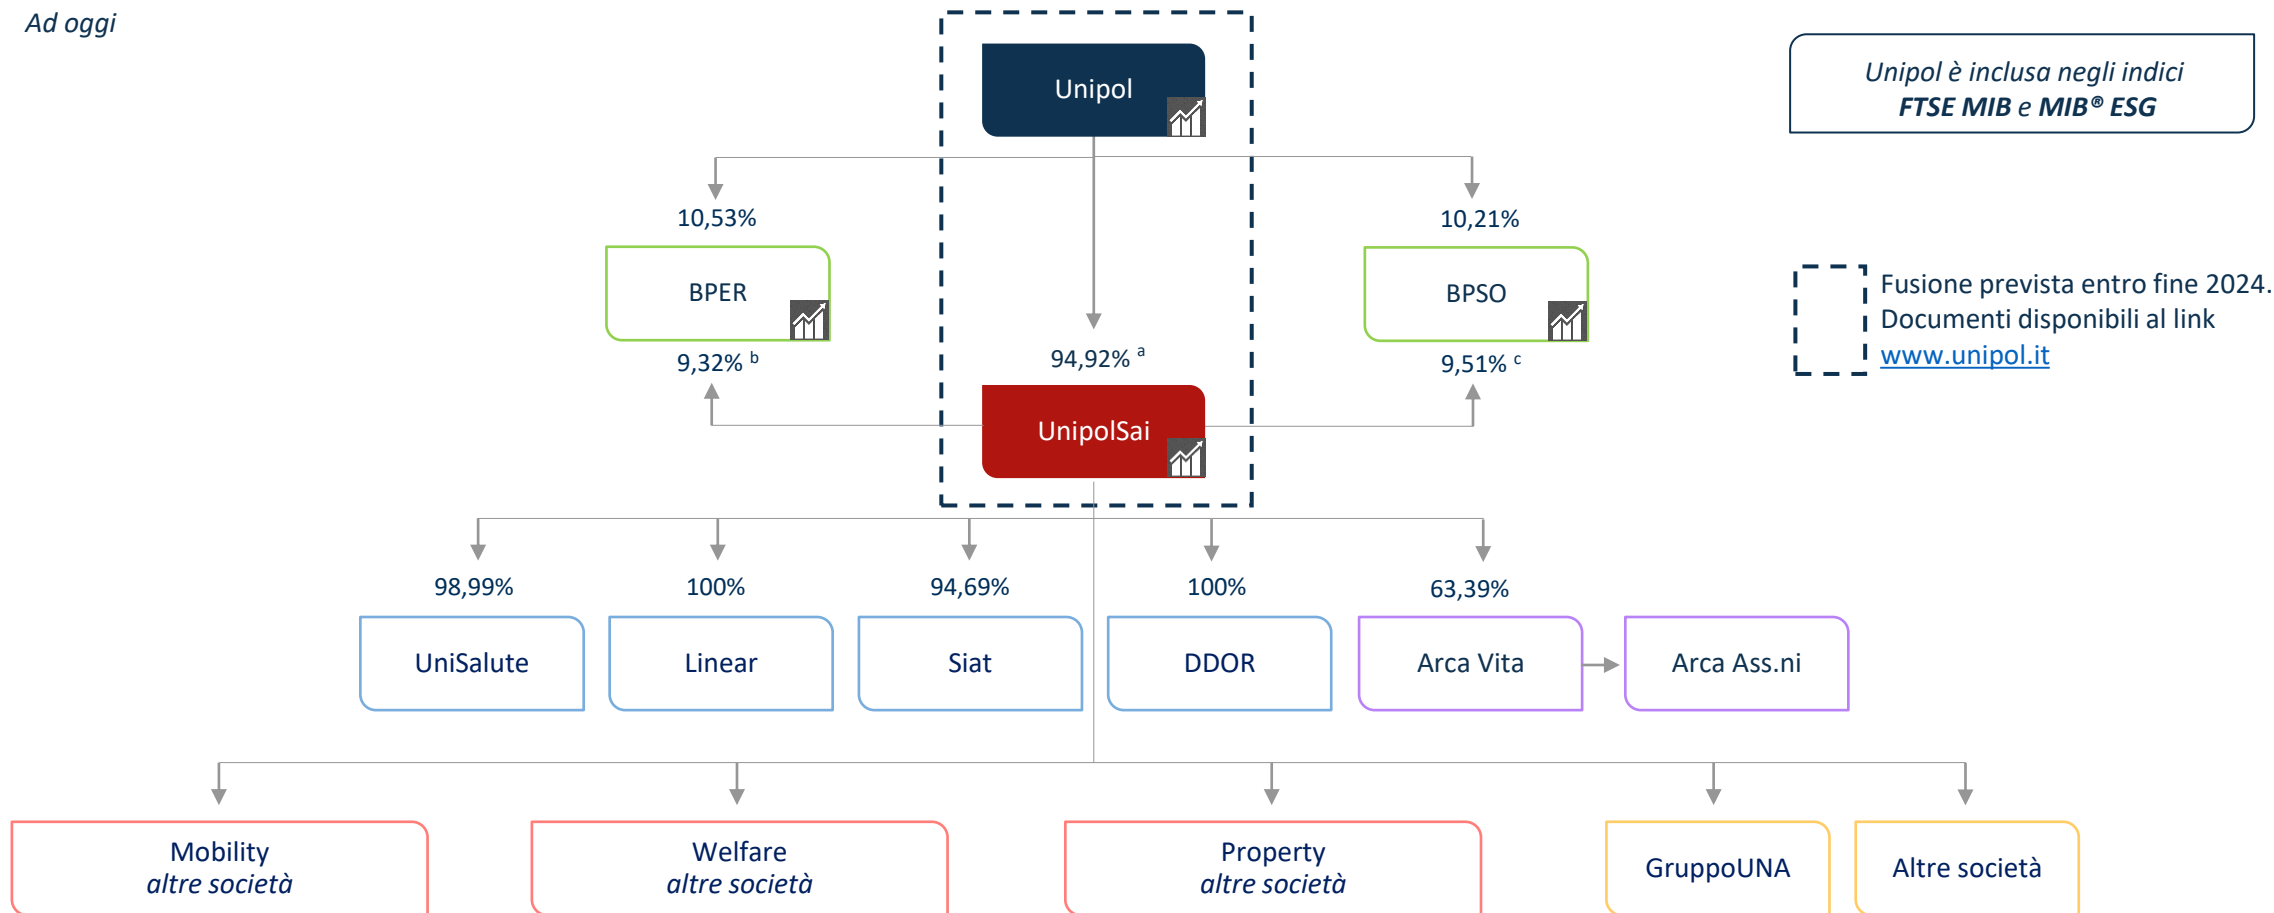 Ad oggi
Unipol
Unipol è inclusa negli indici
FTSE MIB e MIB® ESG
10,53%
10,21%
BPER
BPSO
Fusione prevista entro fine 2024.
Documenti disponibili al link
www.unipol.it
9,32% b
94,92% a
9,51% c
UnipolSai
98,99%
100%
94,69%
100%
63,39%
UniSalute
Linear
Siat
DDOR
Arca Vita
Arca Ass.ni
Mobility
altre società
Welfare
altre società
Property
altre società
GruppoUNA
Altre società